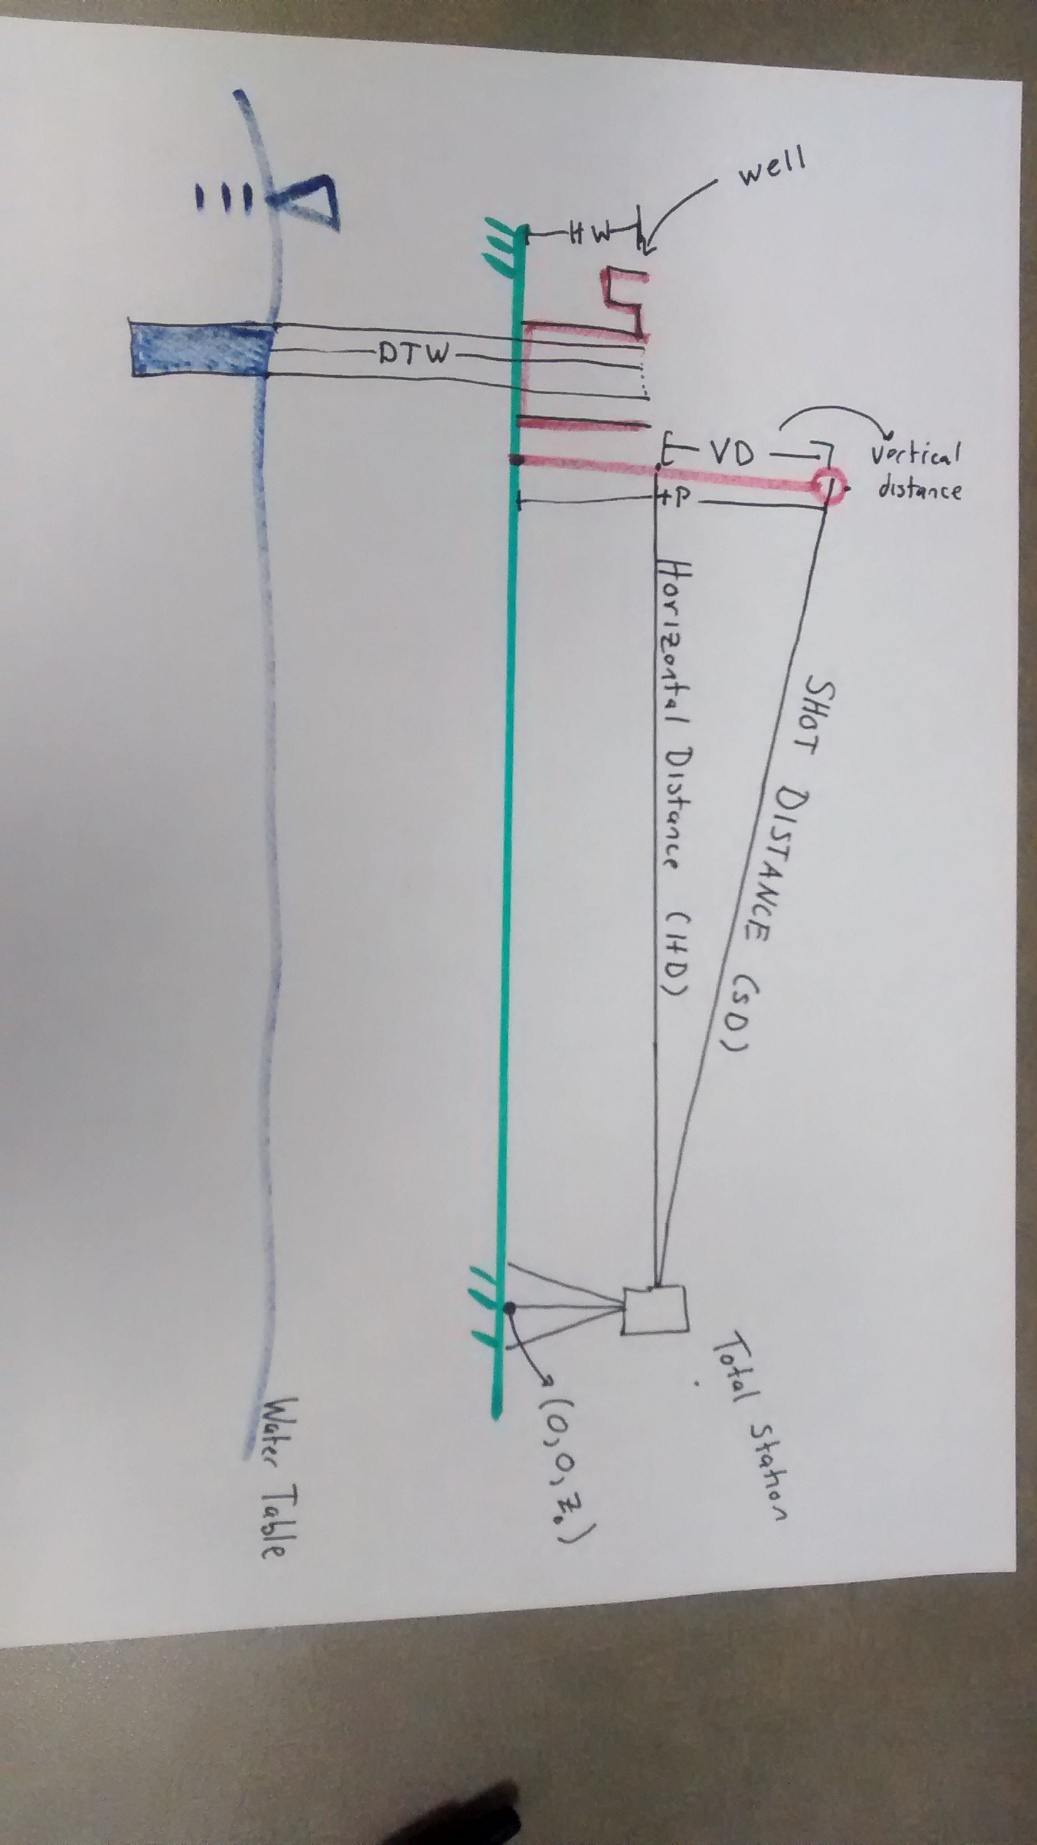 well
HW
DTW
VD
Vertical
distance
HP
Horizontal Distance (HD)
SHOT DISTANCE (SD)
Total Station
(0,0,Z₀)
Water Table